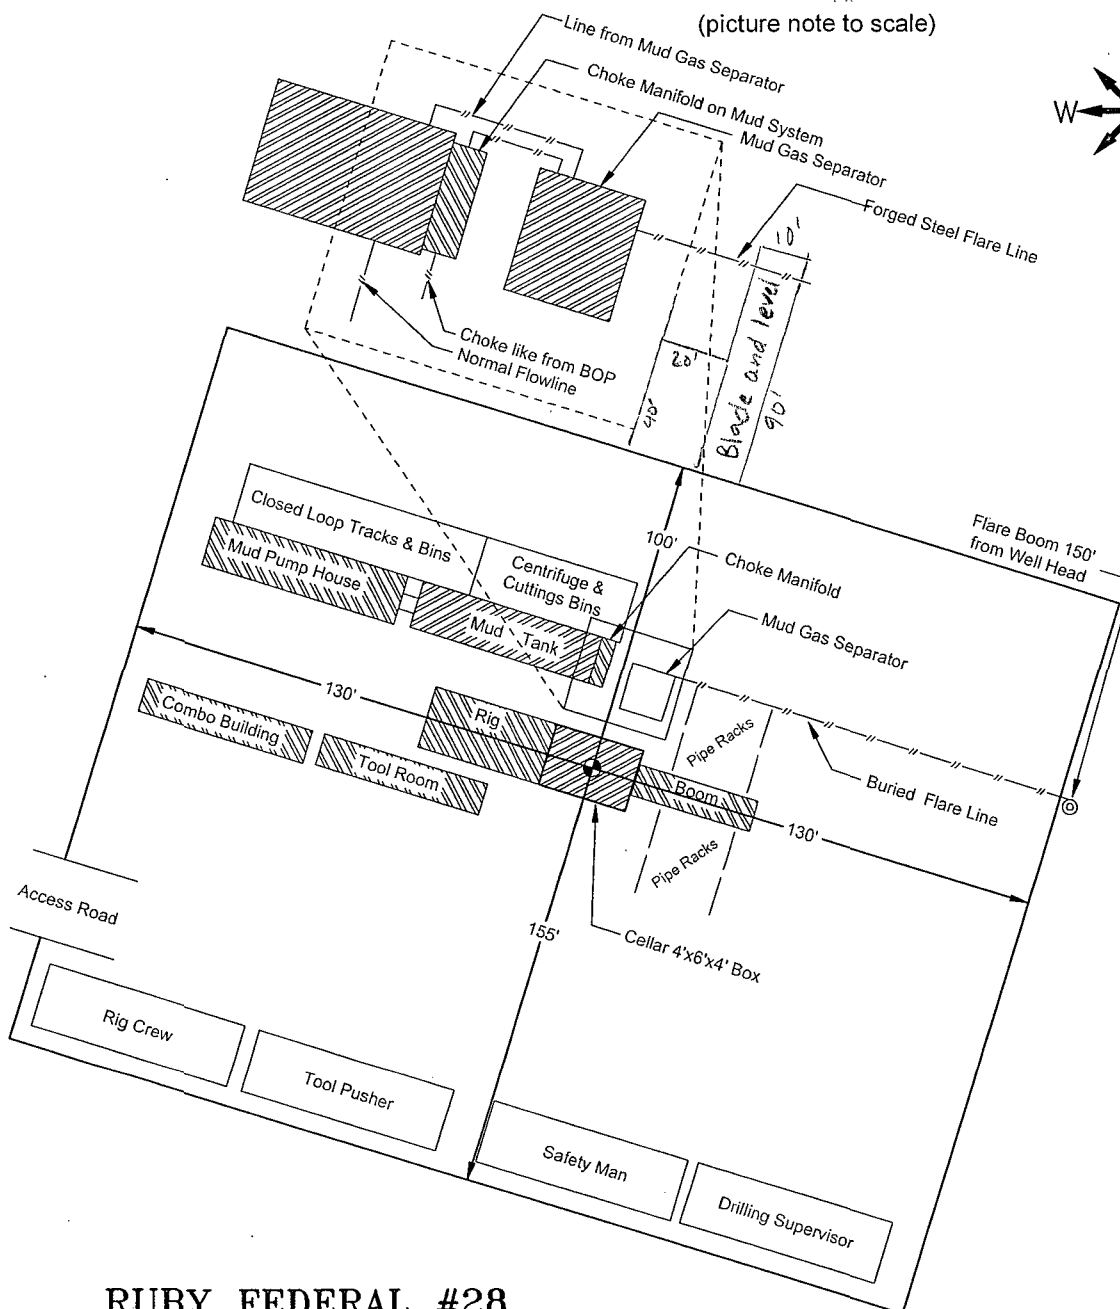 (picture note to scale)
Line from Mud Gas Separator
Choke Manifold on Mud System
Mud Gas Separator
W
Forged Steel Flare Line
10'
Choke like from BOP
Normal Flowline
20'
40'
Blade and level
90'
Closed Loop Tracks & Bins
Mud Pump House
Centrifuge &
Cuttings Bins
Mud Tank
100'
Choke Manifold
Mud Gas Separator
Flare Boom 150'
from Well Head
130'
Combo Building
Tool Room
Rig
Boom
Pipe Racks
Pipe Racks
Buried Flare Line
130'
Access Road
155'
Cellar 4'x6'x4' Box
Rig Crew
Tool Pusher
Safety Man
Drilling Supervisor
RUBY FEDERAL #28